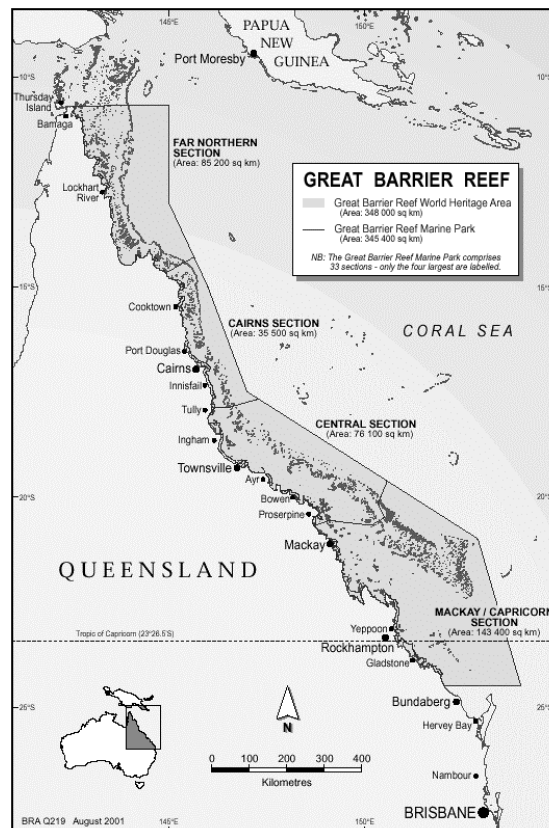 145°E
150°E
PAPUA
NEW
GUINEA
Port Moresby
10°S
10°S
Thursday
Island
Bamaga
FAR NORTHERN
SECTION
(Area: 85 200 sq km)
Lockhart
River
GREAT BARRIER REEF
Great Barrier Reef World Heritage Area
(Area: 348 000 sq km)
Great Barrier Reef Marine Park
(Area: 345 400 sq km)
NB: The Great Barrier Reef Marine Park comprises
33 sections - only the four largest are labelled.
15°S
15°S
Cooktown
CAIRNS SECTION
(Area: 35 500 sq km)
CORAL SEA
Port Douglas
Cairns
Innisfail
Tully
CENTRAL SECTION
(Area: 76 100 sq km)
Ingham
Townsville
Ayr
20°S
20°S
Bowen
Proserpine
Mackay
QUEENSLAND
MACKAY / CAPRICORN
SECTION
(Area: 143 400 sq km)
Yeppoon
Tropic of Capricorn (23°26.5'S)
Rockhampton
Gladstone
25°S
25°S
Bundaberg
Hervey Bay
N
0 100 200 300 400
Kilometres
Nambour
BRISBANE
BRA Q219 August 2001
145°E
150°E